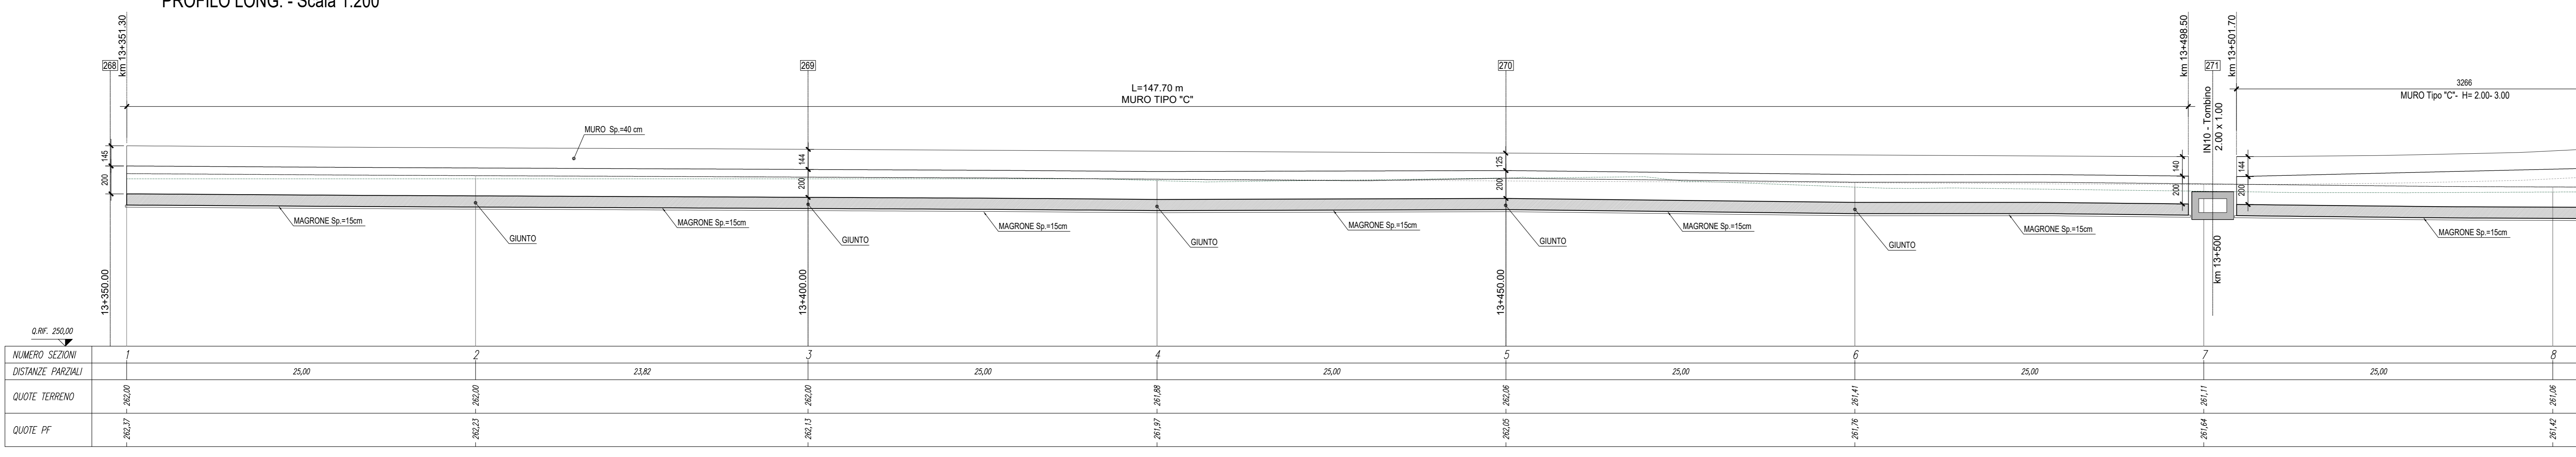 PROFILO LONG. - Scala 1:200
km 13+351.30
km 13+498.50
km 13+501.70
268
269
270
271
L=147.70 m
MURO TIPO "C"
IN10 - Tombino
2.00 x 1.00
3266
MURO Tipo "C"- H= 2.00- 3.00
MURO Sp.=40 cm
145
200
144
200
125
200
140
200
144
200
MAGRONE Sp.=15cm
GIUNTO
MAGRONE Sp.=15cm
GIUNTO
MAGRONE Sp.=15cm
GIUNTO
MAGRONE Sp.=15cm
GIUNTO
MAGRONE Sp.=15cm
GIUNTO
MAGRONE Sp.=15cm
MAGRONE Sp.=15cm
13+350.00
13+400.00
13+450.00
km 13+500
Q.RIF. 250,00
NUMERO SEZIONI 1 2 3 4 5 6 7 8
DISTANZE PARZIALI 25,00 23,82 25,00 25,00 25,00 25,00 25,00
QUOTE TERRENO 262,00 262,00 262,00 261,88 262,06 261,41 261,11 261,06
QUOTE PF 262,37 262,23 262,13 261,97 262,05 261,76 261,64 261,42